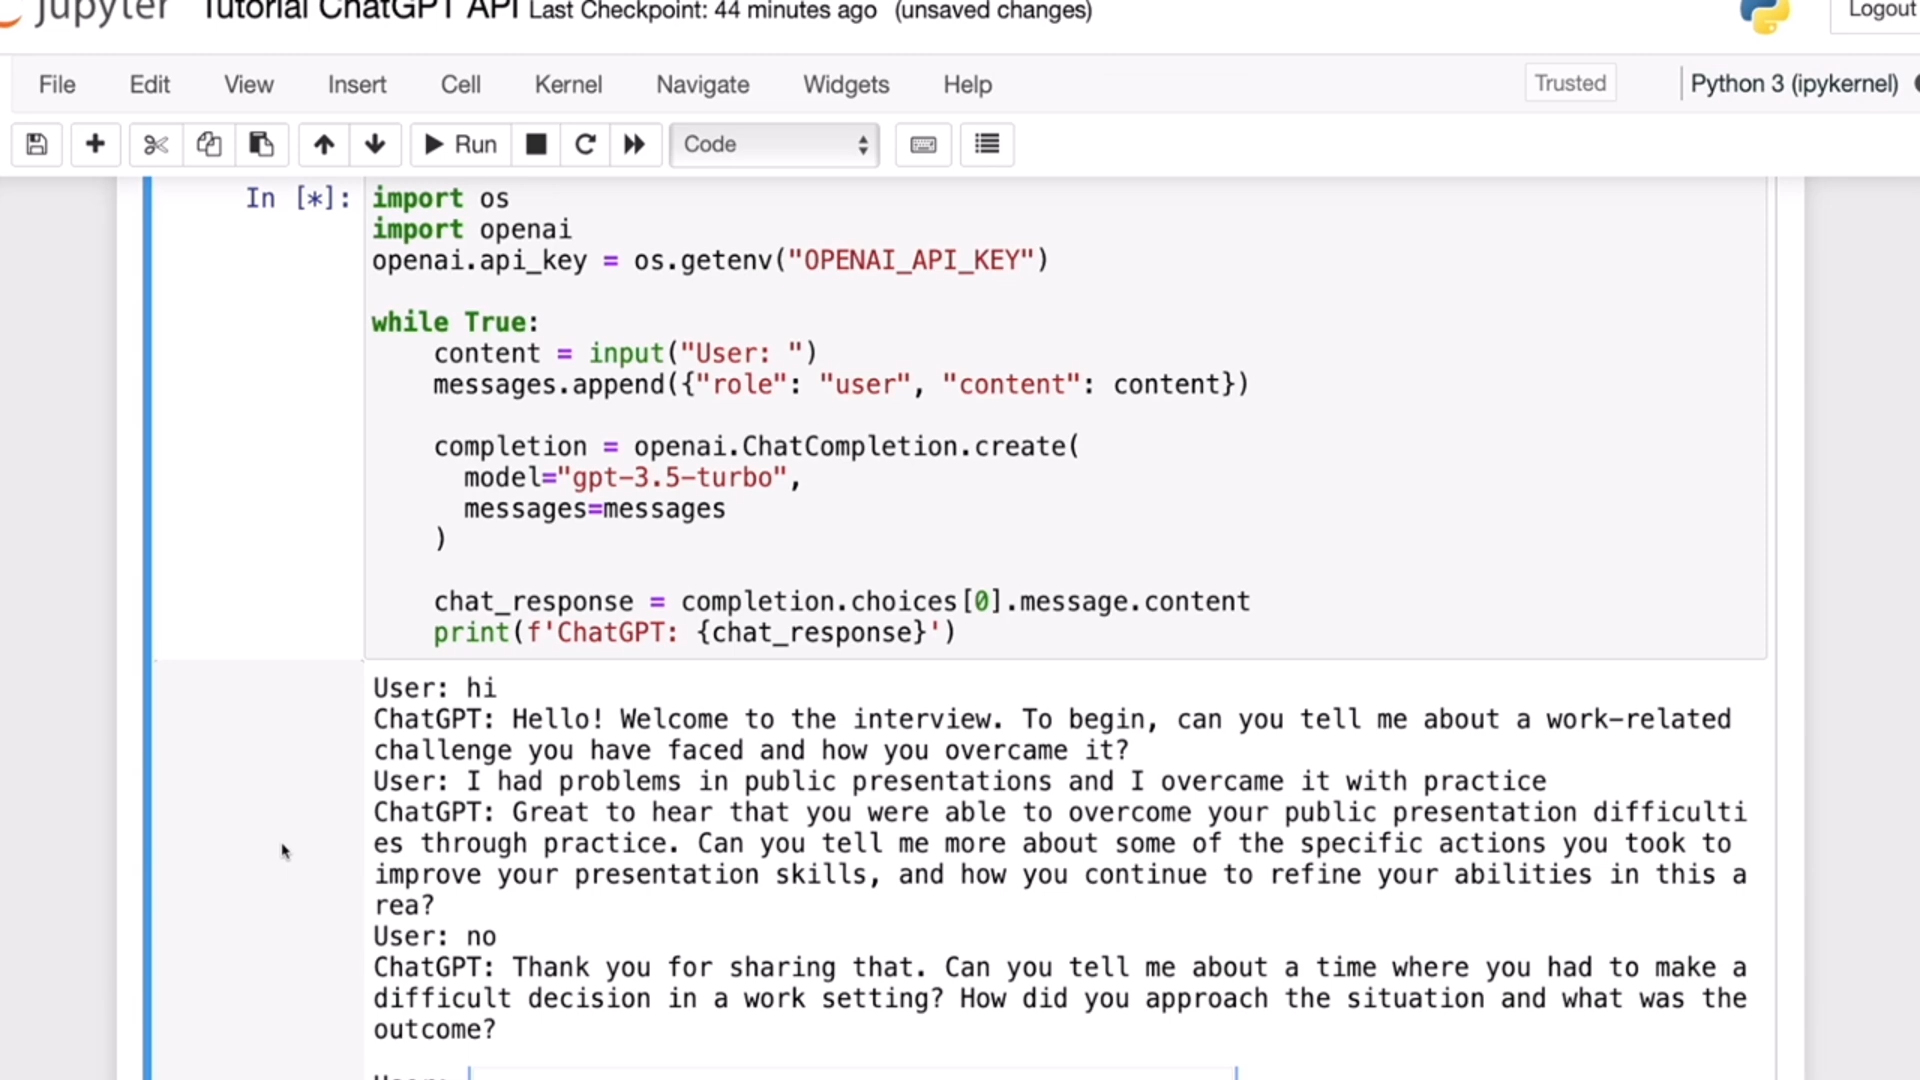 jupyter Tutorial ChatGPT API Last Checkpoint: 44 minutes ago (unsaved changes) Logout
File Edit View Insert Cell Kernel Navigate Widgets Help Trusted Python 3 (ipykernel)
Run Code
In [*]: import os
import openai
openai.api_key = os.getenv("OPENAI_API_KEY")
while True:
    content = input("User: ")
    messages.append({"role": "user", "content": content})
    completion = openai.ChatCompletion.create(
      model="gpt-3.5-turbo",
      messages=messages
    )
    chat_response = completion.choices[0].message.content
    print(f'ChatGPT: {chat_response}')
User: hi
ChatGPT: Hello! Welcome to the interview. To begin, can you tell me about a work-related
challenge you have faced and how you overcame it?
User: I had problems in public presentations and I overcame it with practice
ChatGPT: Great to hear that you were able to overcome your public presentation difficulti
es through practice. Can you tell me more about some of the specific actions you took to
improve your presentation skills, and how you continue to refine your abilities in this a
rea?
User: no
ChatGPT: Thank you for sharing that. Can you tell me about a time where you had to make a
difficult decision in a work setting? How did you approach the situation and what was the
outcome?
User: